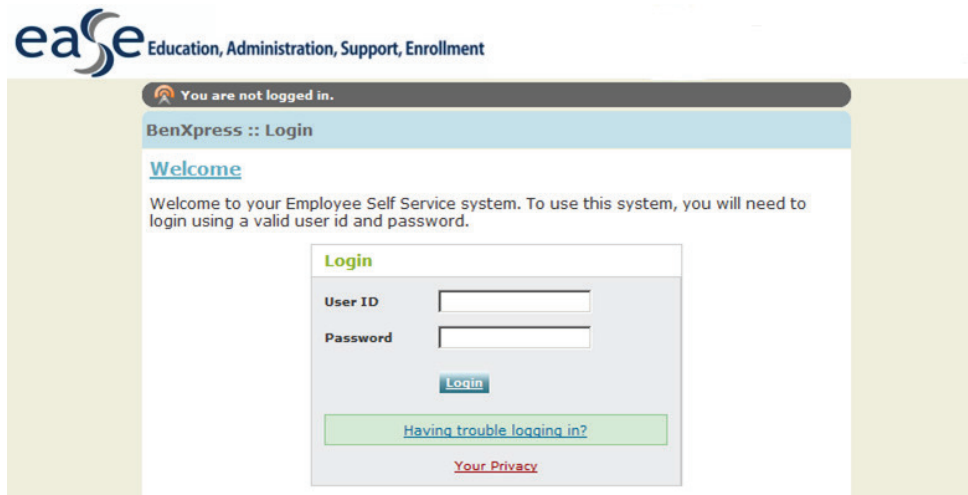 ease Education, Administration, Support, Enrollment
You are not logged in.
BenXpress :: Login
Welcome
Welcome to your Employee Self Service system. To use this system, you will need to
login using a valid user id and password.
Login
User ID
Password
Login
Having trouble logging in?
Your Privacy